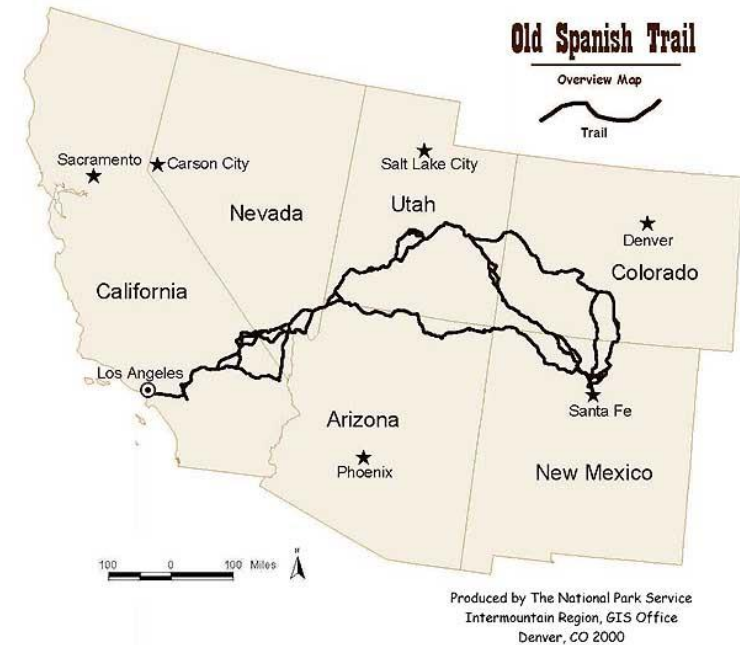 Old Spanish Trail
Overview Map
Trail
Sacramento
Carson City
Salt Lake City
Nevada
Utah
Denver
Colorado
California
Los Angeles
Arizona
Santa Fe
Phoenix
New Mexico
100 0 100 Miles
N
Produced by The National Park Service
Intermountain Region, GIS Office
Denver, CO 2000